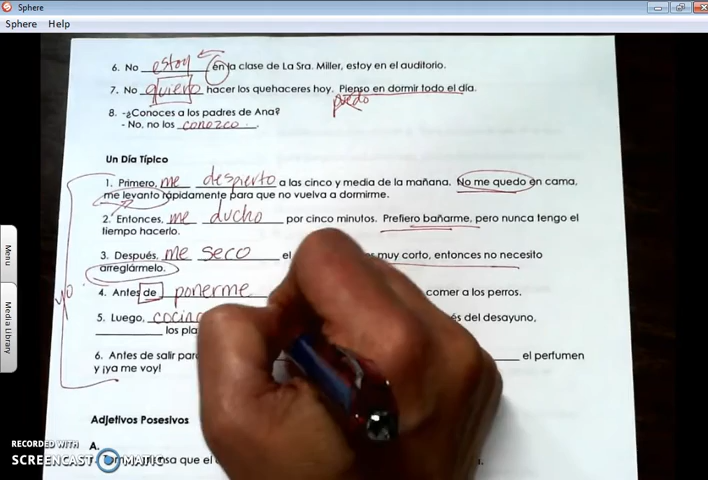 Sphere
Sphere Help
6. No estoy en la clase de La Sra. Miller, estoy en el auditorio.
7. No quiero hacer los quehaceres hoy. Pienso en dormir todo el día.
puedo
8. -¿Conoces a los padres de Ana?
- No, no los conozco.
Un Día Típico
1. Primero, me despierto a las cinco y media de la mañana. No me quedo en cama,
me levanto rápidamente para que no vuelva a dormirme.
2. Entonces, me ducho por cinco minutos. Prefiero bañarme, pero nunca tengo el
tiempo hacerlo.
3. Después, me seco el muy corto, entonces no necesito
arreglármelo.
4. Antes de ponerme comer a los perros.
yo
5. Luego, del desayuno,
los
6. Antes de salir el perfumen
y ¡ya me voy!
Adjetivos Posesivos
A.
que el
Menu
Media Library
RECORDED WITH
SCREENCAST MATIC